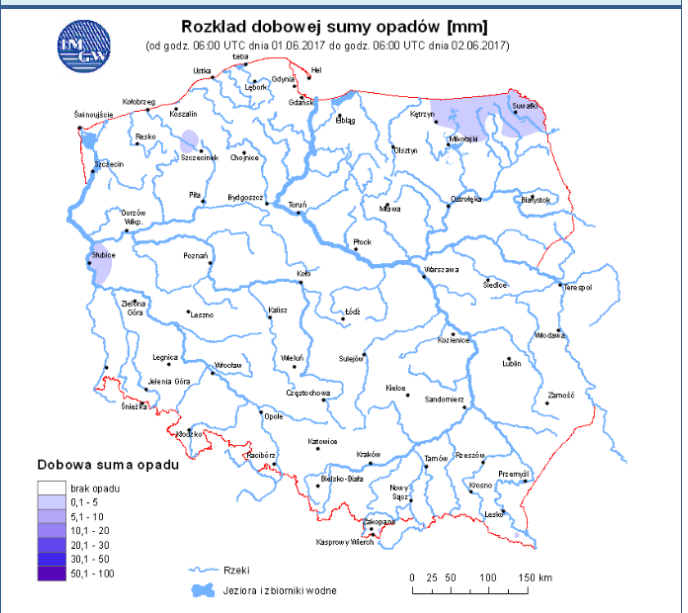 Rozkład dobowej sumy opadów [mm]
(od godz. 06:00 UTC dnia 01.06.2017 do godz. 06:00 UTC dnia 02.06.2017)
IM
GW
Łeba
Hel
Ustka
Gdynia
Lębork
Gdańsk
Suwałki
Kołobrzeg
Koszalin
Świnoujście
Elbląg
Kętrzyn
Resko
Mikołajki
Olsztyn
Szczecinek
Chojnice
Szczecin
Piła
Bydgoszcz
Toruń
Mława
Ostrołęka
Białystok
Gorzów
Wlkp.
Płock
Słubice
Poznań
Koło
Warszawa
Siedlce
Terespol
Zielona
Góra
Leszno
Kalisz
Łódź
Kozienice
Włodawa
Legnica
Wrocław
Wieluń
Sulejów
Lublin
Jelenia Góra
Częstochowa
Kielce
Sandomierz
Zamość
Śnieżka
Opole
Kłodzko
Katowice
Racibórz
Kraków
Tarnów
Rzeszów
Bielsko-Biała
Przemyśl
Nowy
Sącz
Krosno
Lesko
Zakopane
Kasprowy Wierch
Dobowa suma opadu
brak opadu
0,1 - 5
5,1 - 10
10,1 - 20
20,1 - 30
30,1 - 50
50,1 - 100
Rzeki
Jeziora i zbiorniki wodne
0 25 50 100 150 km